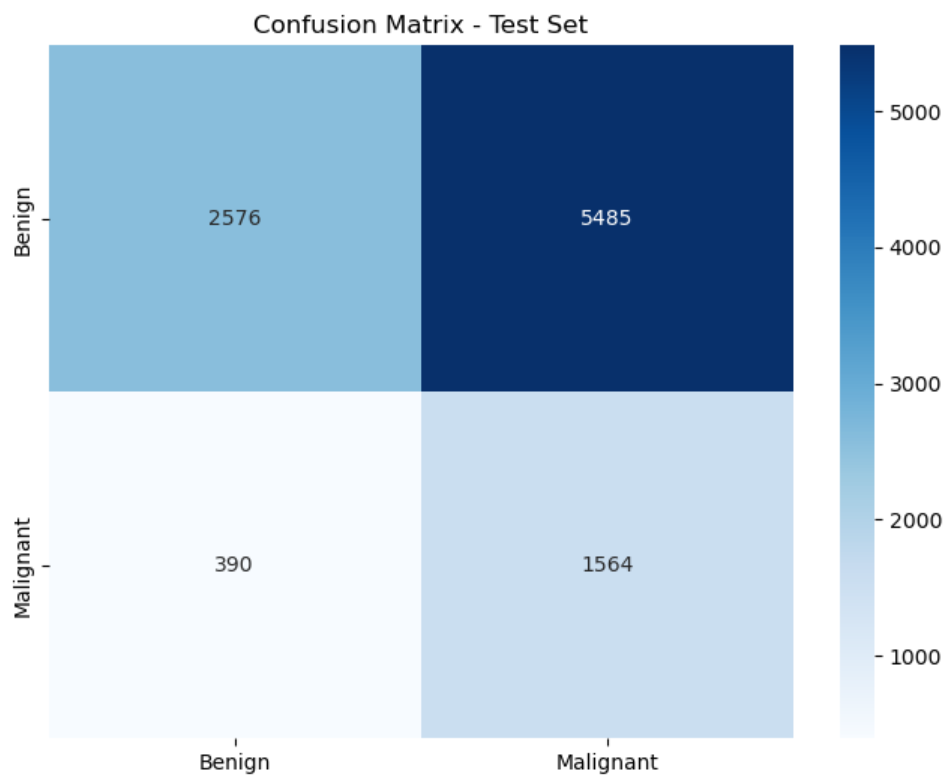 Confusion Matrix - Test Set
Benign
2576
5485
Malignant
390
1564
Benign
Malignant
5000
4000
3000
2000
1000